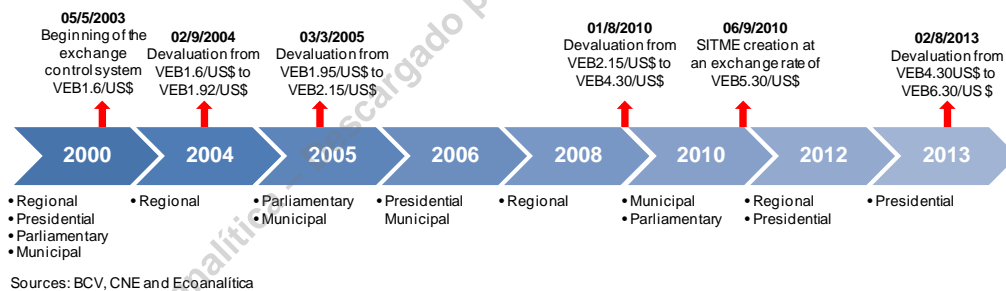 05/5/2003
Beginning of the
exchange
control system
VEB1.6/US$
02/9/2004
Devaluation from
VEB1.6/US$ to
VEB1.92/US$
03/3/2005
Devaluation from
VEB1.95/US$ to
VEB2.15/US$
01/8/2010
Devaluation from
VEB2.15/US$ to
VEB4.30/US$
06/9/2010
SITME creation at
an exchange rate of
VEB5.30/US$
02/8/2013
Devaluation from
VEB4.30US$ to
VEB6.30/US $
2000
2004
2005
2006
2008
2010
2012
2013
• Regional
• Presidential
• Parliamentary
• Municipal
• Regional
• Parliamentary
• Municipal
• Presidential
Municipal
• Regional
• Municipal
• Parliamentary
• Regional
• Presidential
• Presidential
Sources: BCV, CNE and Ecoanalítica
analítica – Descargado p